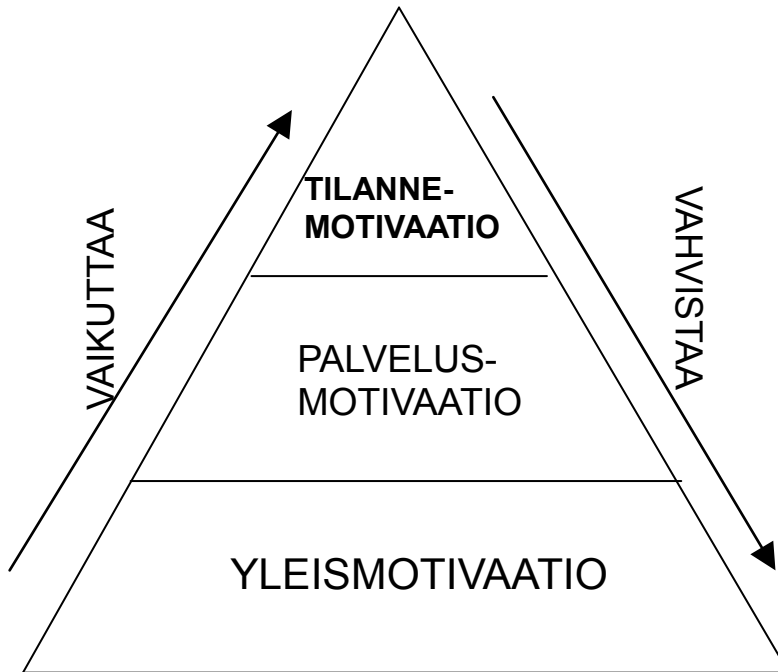 TILANNE-
MOTIVAATIO
VAIKUTTAA
VAHVISTAA
PALVELUS-
MOTIVAATIO
YLEISMOTIVAATIO